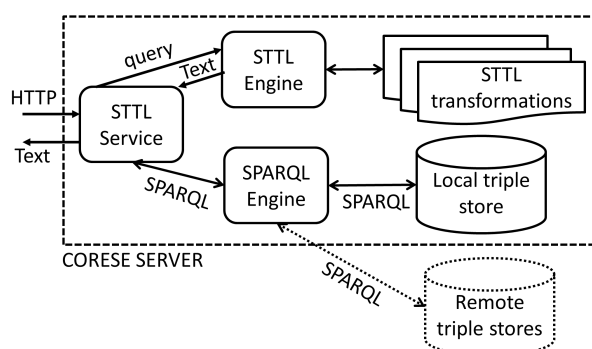 query
Text
STTL
Engine
STTL
transformations
HTTP
Text
STTL
Service
SPARQL
SPARQL
Engine
SPARQL
Local triple
store
CORESE SERVER
SPARQL
Remote
triple stores